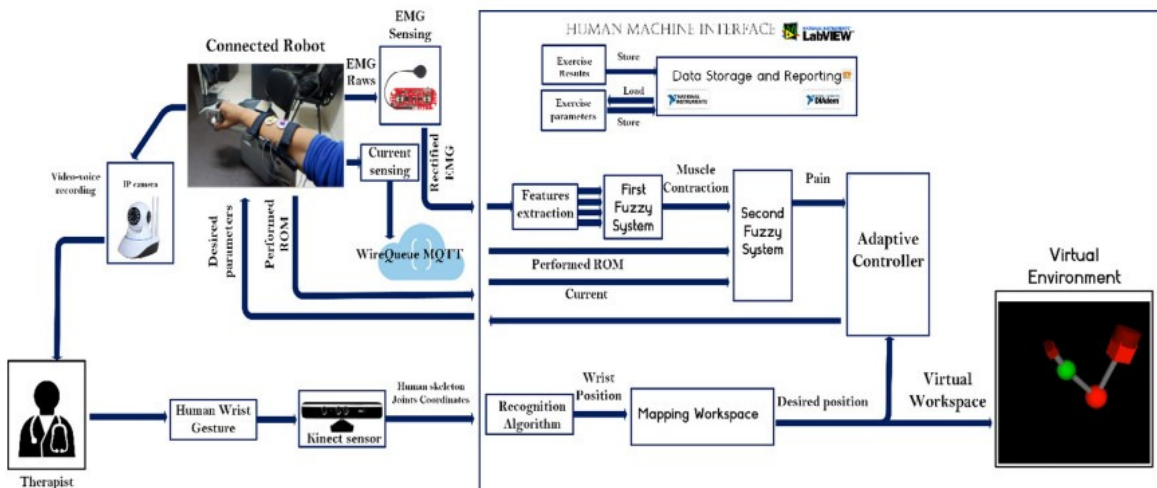 EMG
Sensing
HUMAN MACHINE INTERFACE
LabVIEW
Connected Robot
EMG
Raws
Exercise
Results
Store
Data Storage and Reporting
Load
NATIONAL
INSTRUMENTS
DIAdem
Exercise
parameters
Store
Current
sensing
Rectified
EMG
Video-voice
recording
IP camera
Muscle
Contraction
Pain
Features
extraction
First
Fuzzy
System
Second
Fuzzy
System
Adaptive
Controller
Desired
parameters
Performed
ROM
WireQueue MQTT
Performed ROM
Current
Virtual
Environment
Human skeleton
Joints Coordinates
Wrist
Position
Virtual
Workspace
Human Wrist
Gesture
Kinect sensor
Recognition
Algorithm
Mapping Workspace
Desired position
Therapist